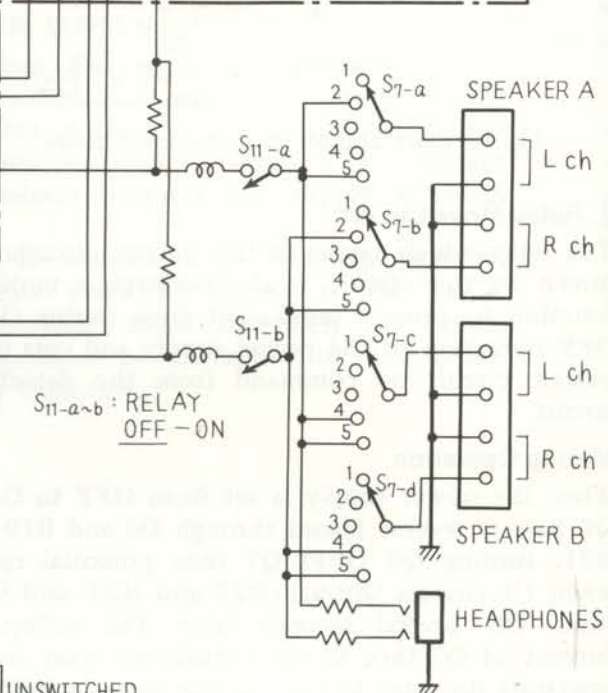 1
2
3
4
5
S7-a
SPEAKER A
L ch
R ch
S11-a
1
2
3
4
5
S7-b
S11-b
1
2
3
4
5
S7-c
SPEAKER B
L ch
R ch
S11-a~b : RELAY
OFF - ON
1
2
3
4
5
S7-d
HEADPHONES
UNSWITCHED